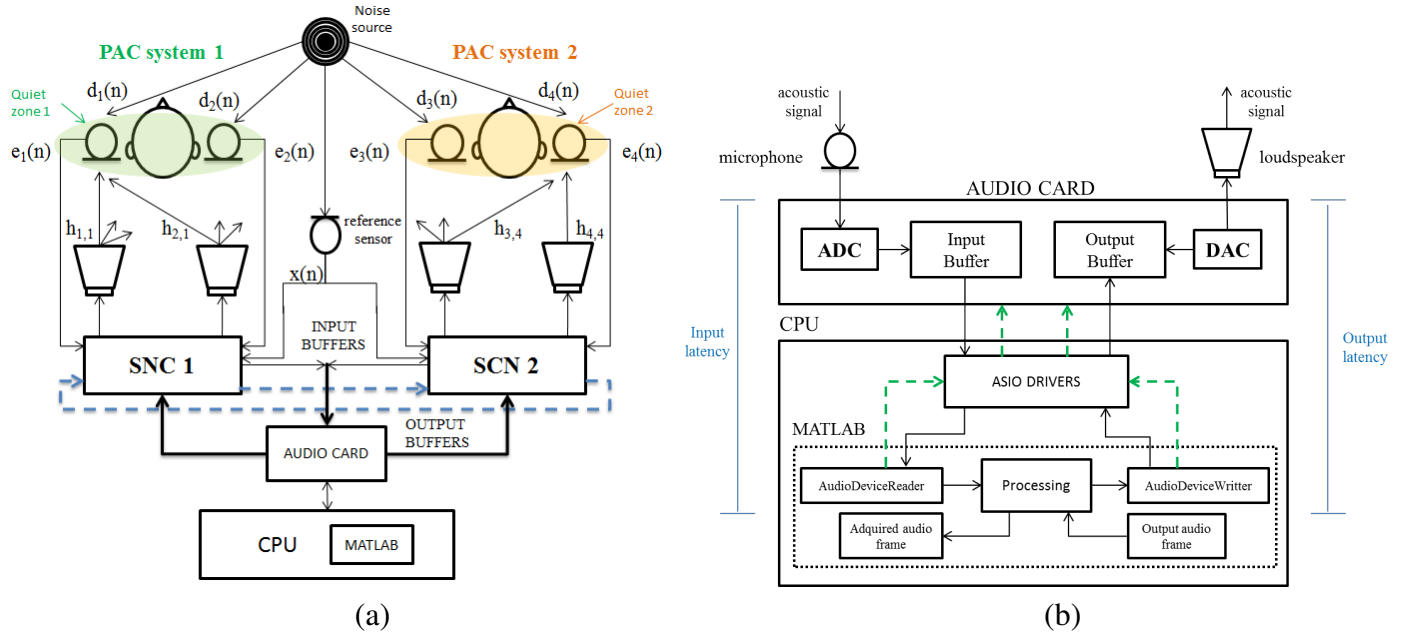 Noise
source
PAC system 1
PAC system 2
Quiet
zone 1
d1(n)
d2(n)
d3(n)
d4(n)
Quiet
zone 2
e1(n)
e2(n)
e3(n)
e4(n)
h1,1
h2,1
reference
sensor
h3,4
h4,4
x(n)
INPUT
BUFFERS
SNC 1
SCN 2
OUTPUT
BUFFERS
AUDIO CARD
CPU
MATLAB
(a)
acoustic
signal
acoustic
signal
microphone
loudspeaker
AUDIO CARD
ADC
Input
Buffer
Output
Buffer
DAC
CPU
Input
latency
Output
latency
ASIO DRIVERS
MATLAB
AudioDeviceReader
Processing
AudioDeviceWritter
Adquired audio
frame
Output audio
frame
(b)